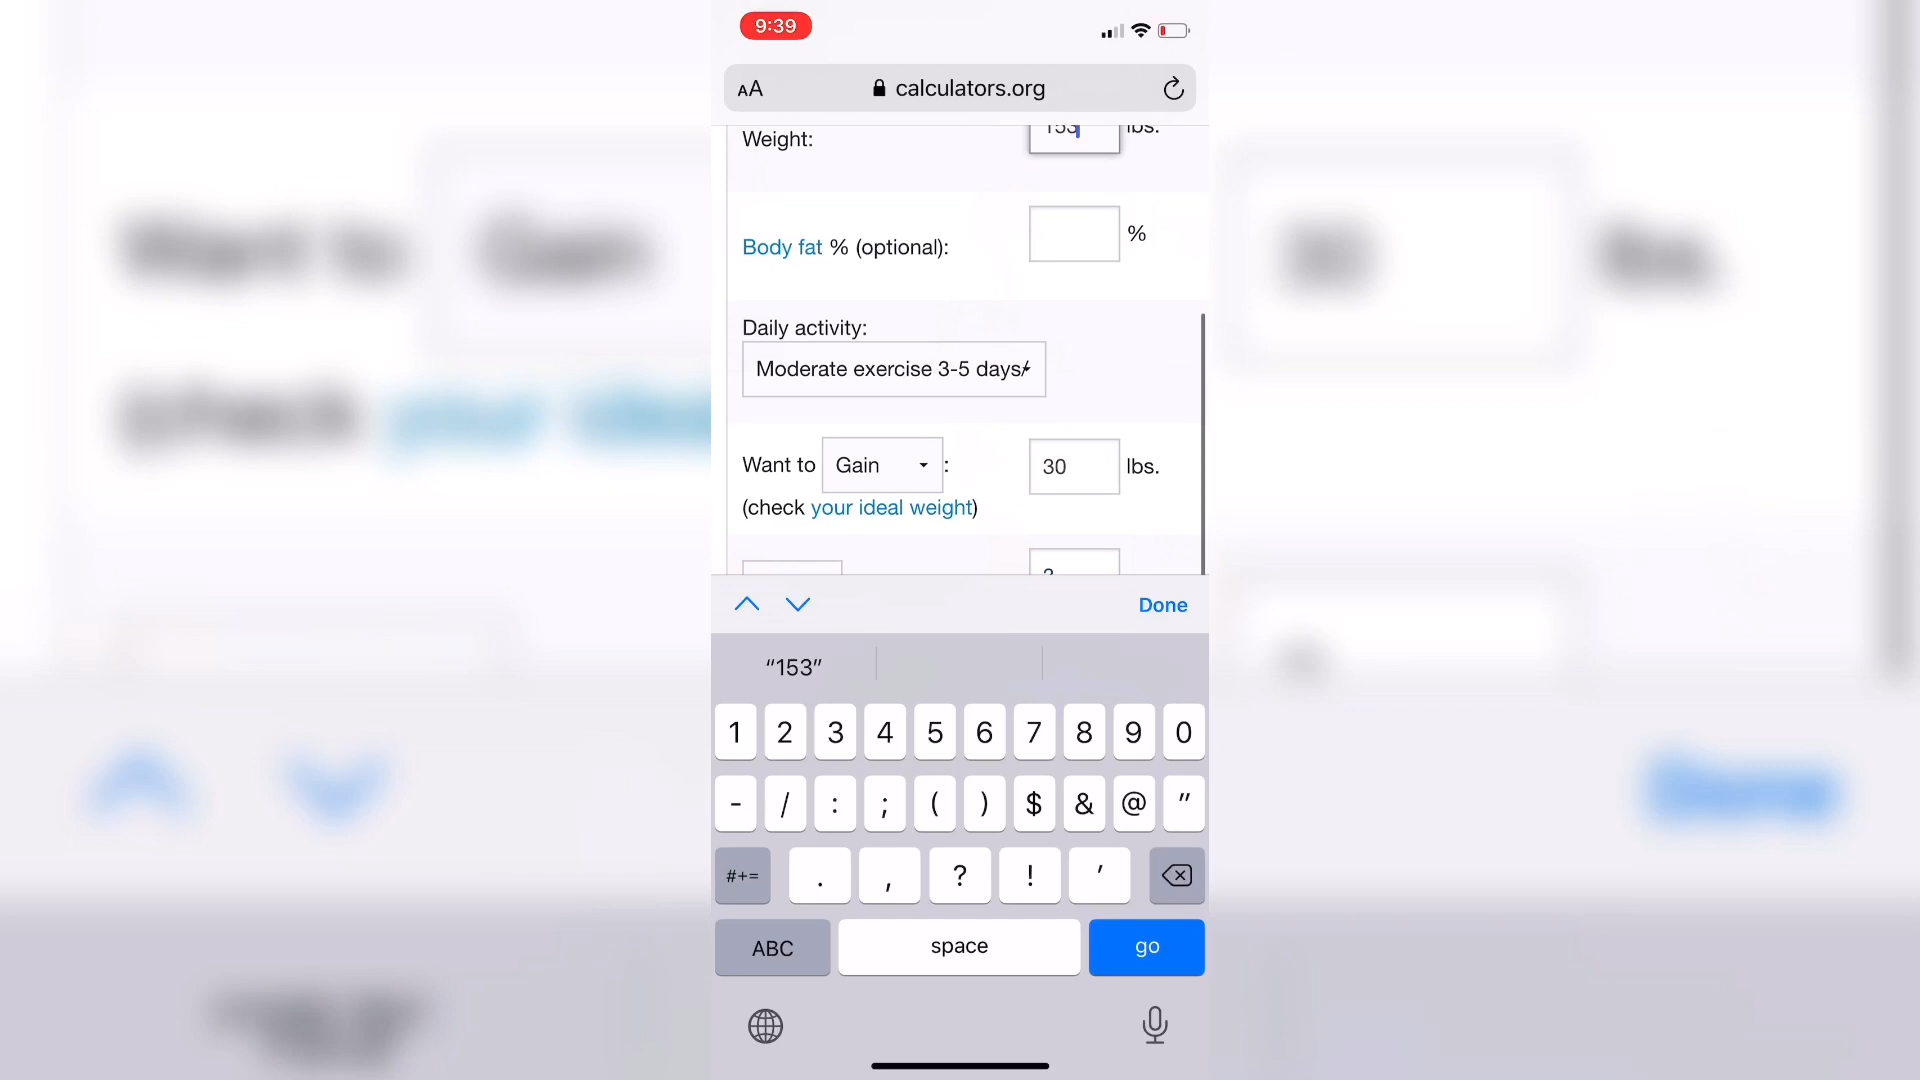 9:39
AA calculators.org
Weight: 153 lbs.
Body fat % (optional): %
Daily activity:
Moderate exercise 3-5 days/
Want to Gain : 30 lbs.
(check your ideal weight)
Done
"153"
1 2 3 4 5 6 7 8 9 0
- / : ; ( ) $ & @ "
#+= . , ? ! '
ABC space go